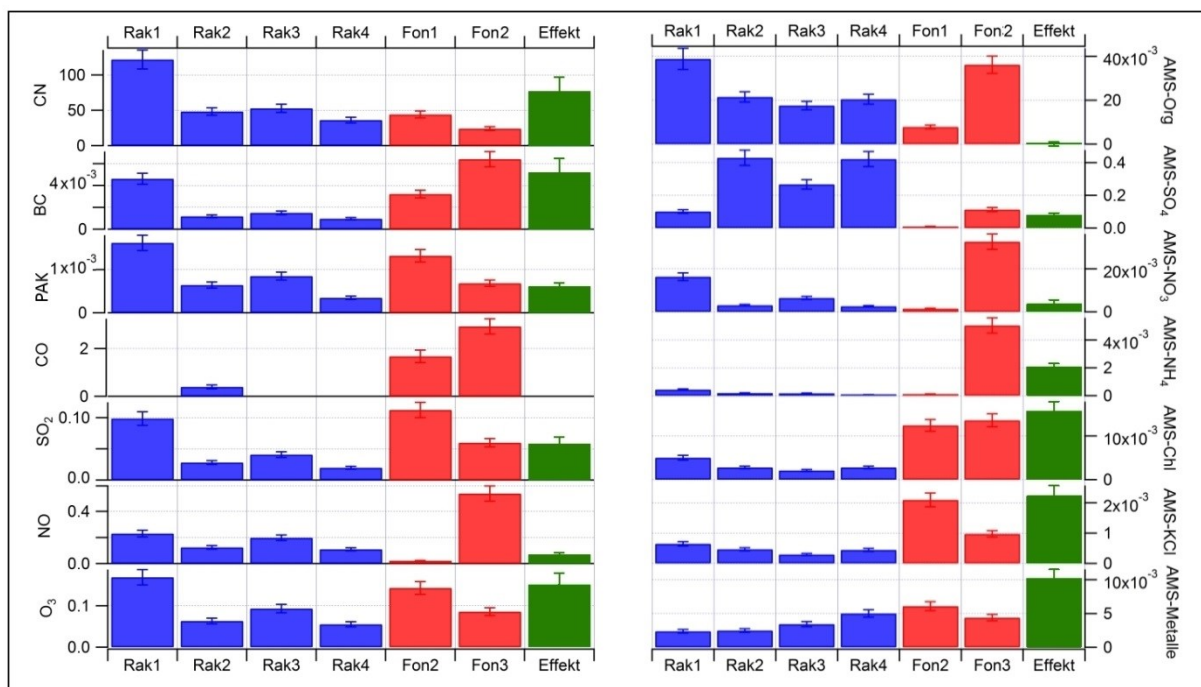 Rak1 Rak2 Rak3 Rak4 Fon1 Fon2 Effekt
CN
100
50
0
BC
4x10⁻³
0
PAK
1x10⁻³
0
CO
2
0
SO₂
0.10
0.0
NO
0.4
0.0
O₃
0.1
0.0
Rak1 Rak2 Rak3 Rak4 Fon2 Fon3 Effekt
Rak1 Rak2 Rak3 Rak4 Fon1 Fon2 Effekt
40x10⁻³
20
0
AMS-Org
0.4
0.2
0.0
AMS-SO₄
20x10⁻³
0
AMS-NO₃
4x10⁻³
2
0
AMS-NH₄
10x10⁻³
0
AMS-Chl
2x10⁻³
1
0
AMS-KCl
10x10⁻³
5
0
AMS-Metalle
Rak1 Rak2 Rak3 Rak4 Fon2 Fon3 Effekt